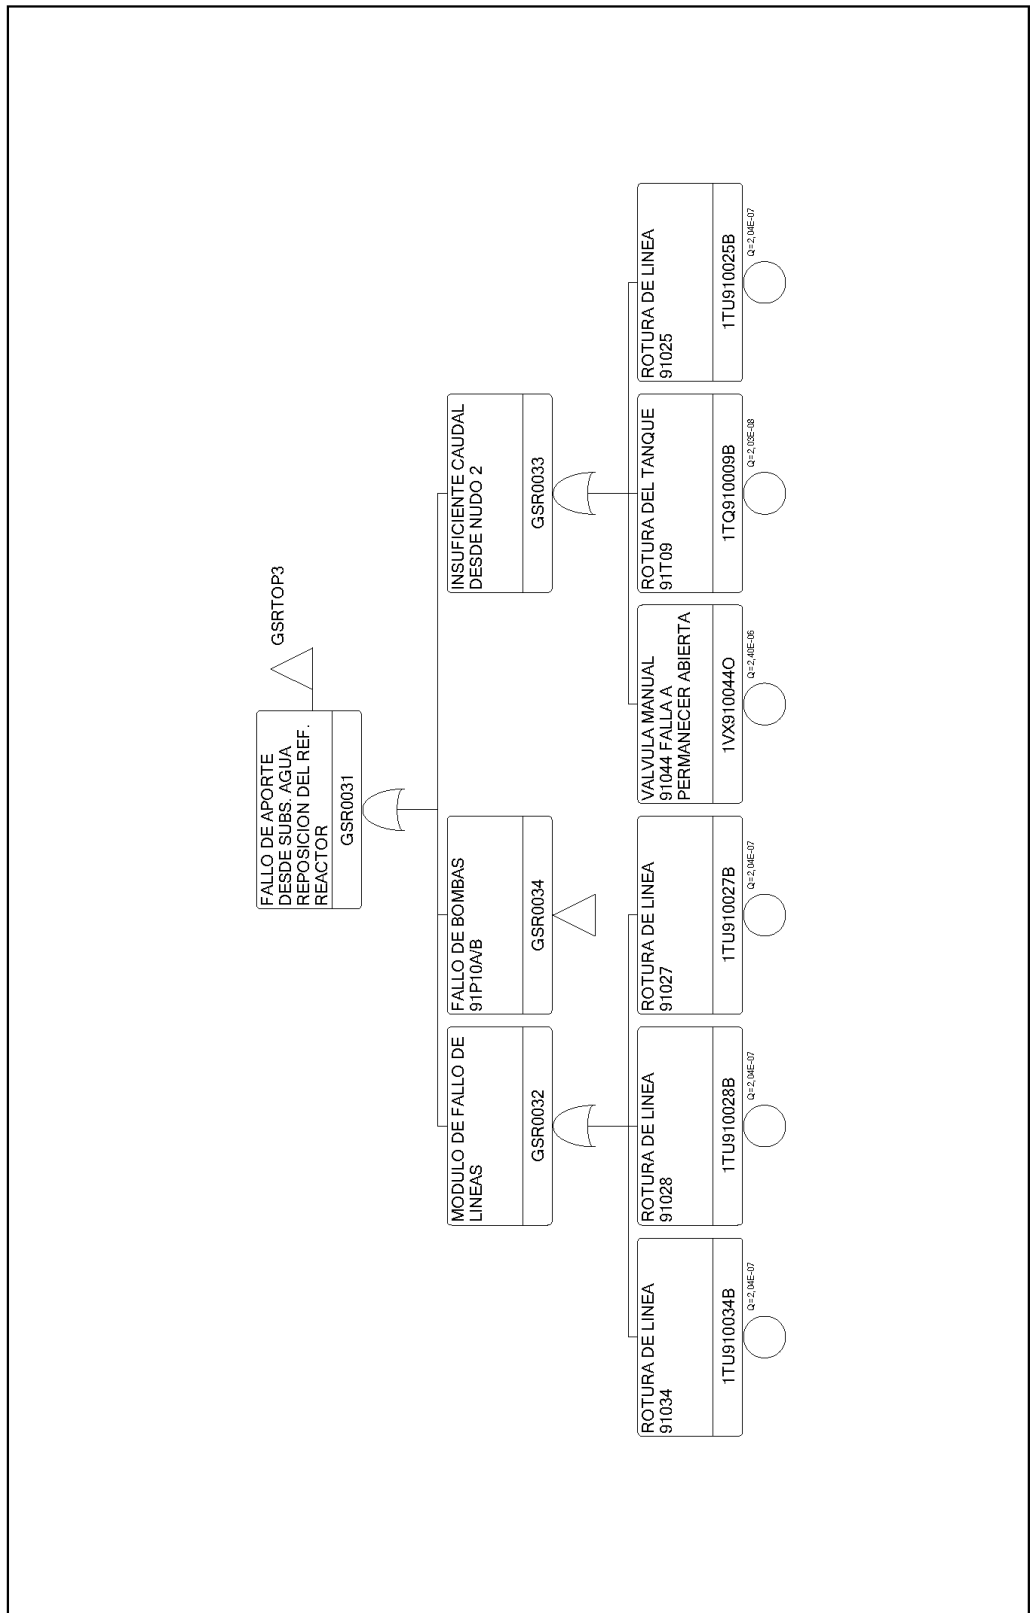 FALLO DE APORTE
DESDE SUBS. AGUA
REPOSICION DEL REF.
REACTOR
GSR0031
GSRTOP3
MODULO DE FALLO DE
LINEAS
GSR0032
FALLO DE BOMBAS
91P10A/B
GSR0034
INSUFICIENTE CAUDAL
DESDE NUDO 2
GSR0033
ROTURA DE LINEA
91034
1TU910034B
Q=2,04E-07
ROTURA DE LINEA
91028
1TU910028B
Q=2,04E-07
ROTURA DE LINEA
91027
1TU910027B
Q=2,04E-07
VALVULA MANUAL
91044 FALLA A
PERMANECER ABIERTA
1VX910044O
Q=2,40E-06
ROTURA DEL TANQUE
91T09
1TQ910009B
Q=2,03E-08
ROTURA DE LINEA
91025
1TU910025B
Q=2,04E-07